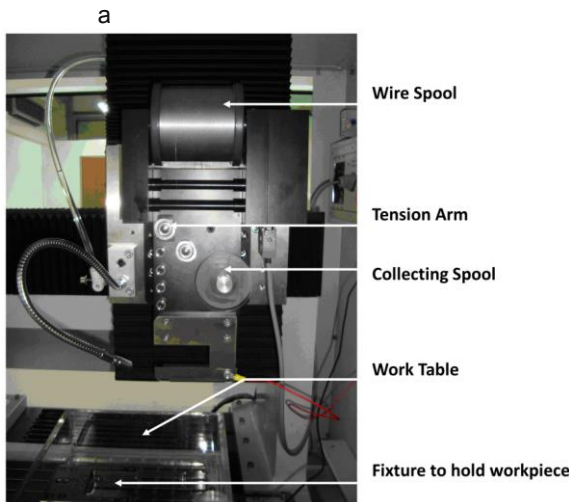 a
Wire Spool
Tension Arm
Collecting Spool
Work Table
Fixture to hold workpiece